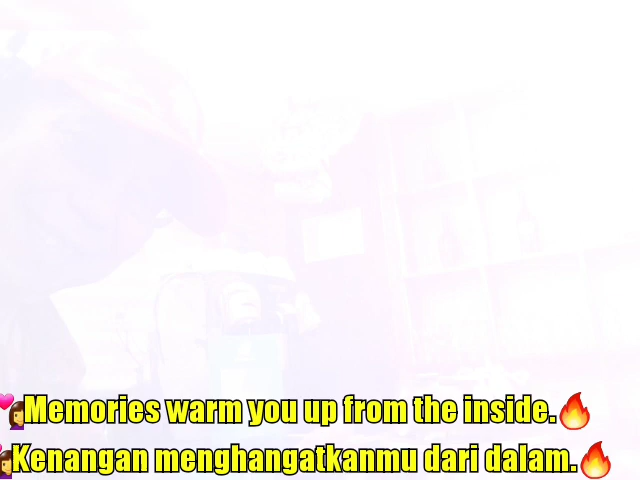 Memories warm you up from the inside.🔥
Kenangan menghangatkanmu dari dalam.🔥